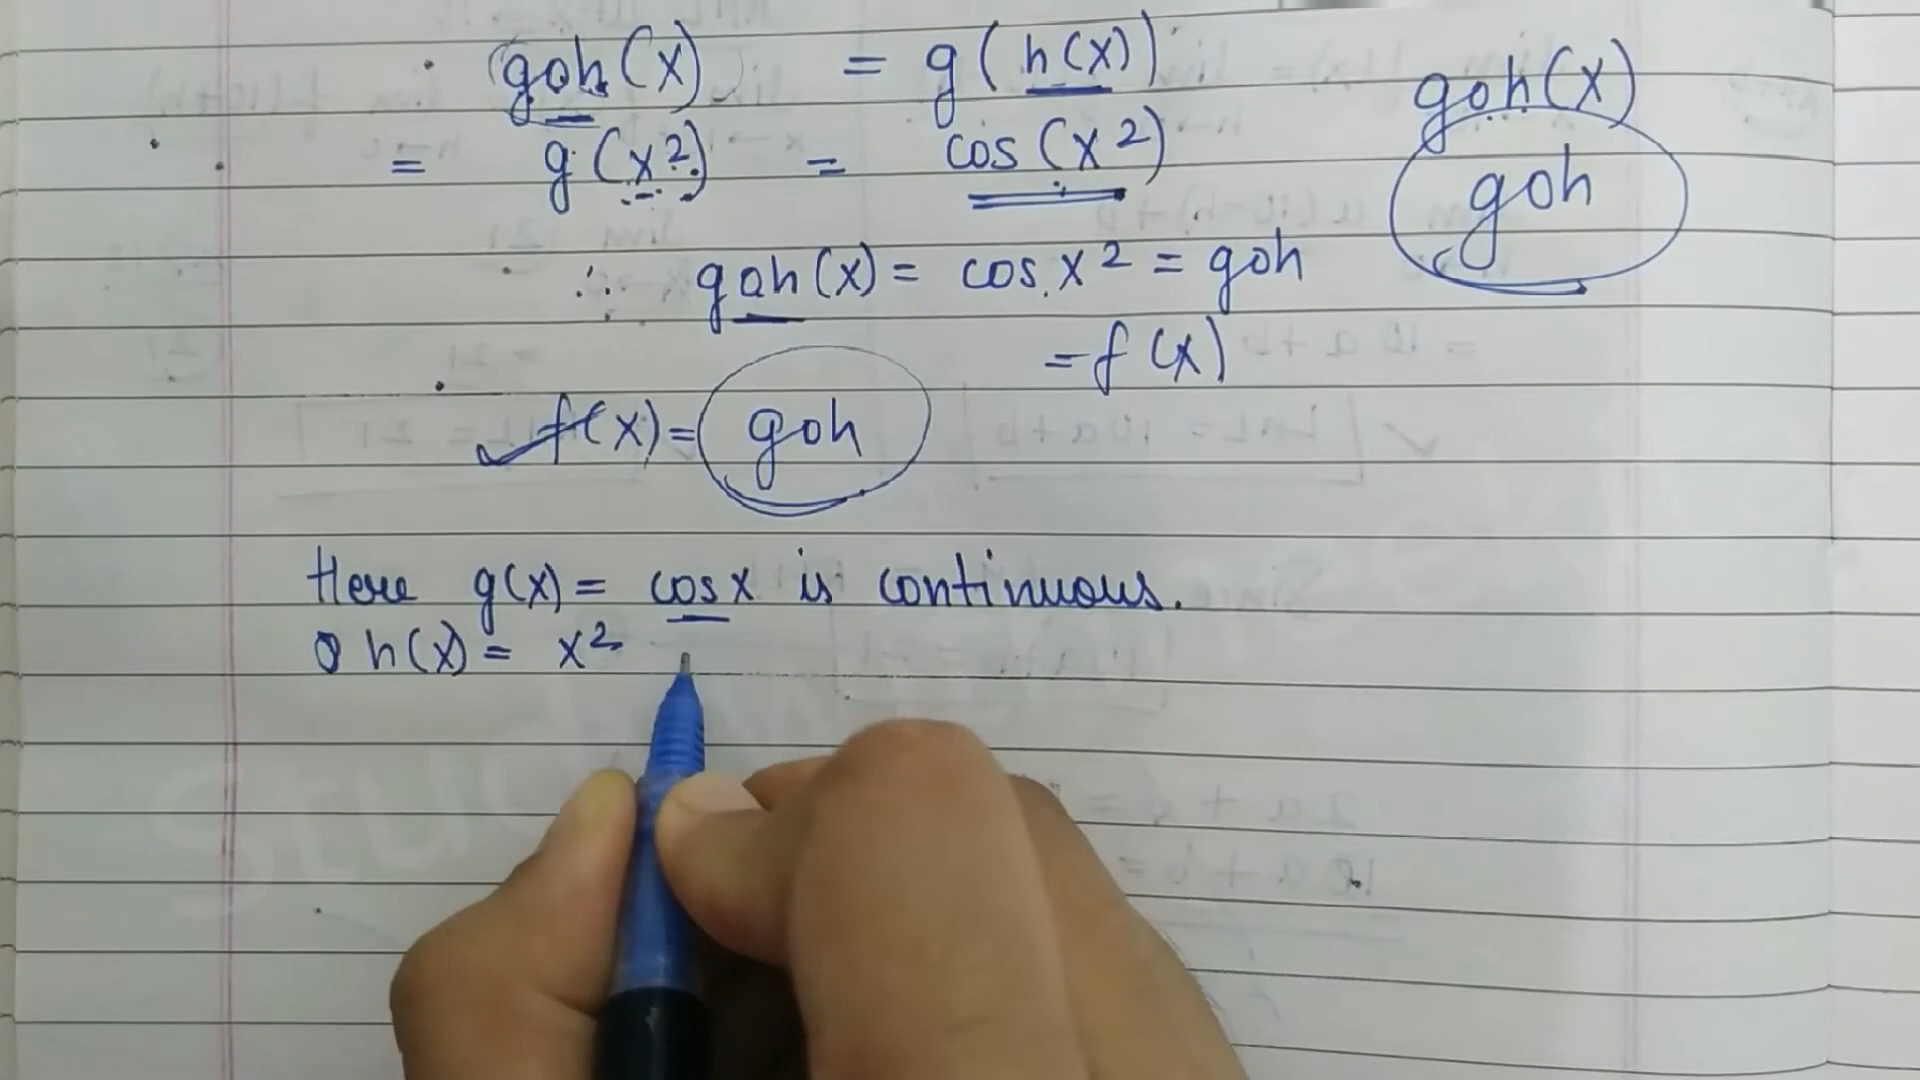 goh(x) = g(h(x))
= g(x²) = cos(x²)
goh(x)
goh
∴ goh(x) = cos x² = goh
= f(x)
f(x) = goh
Here g(x) = cos x is continuous.
h(x) = x²